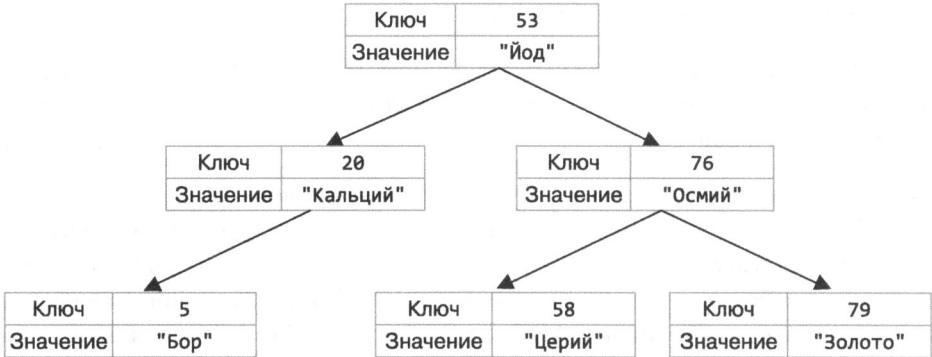 Ключ 53
Значение "Йод"
Ключ 20
Значение "Кальций"
Ключ 76
Значение "Осмий"
Ключ 5
Значение "Бор"
Ключ 58
Значение "Церий"
Ключ 79
Значение "Золото"